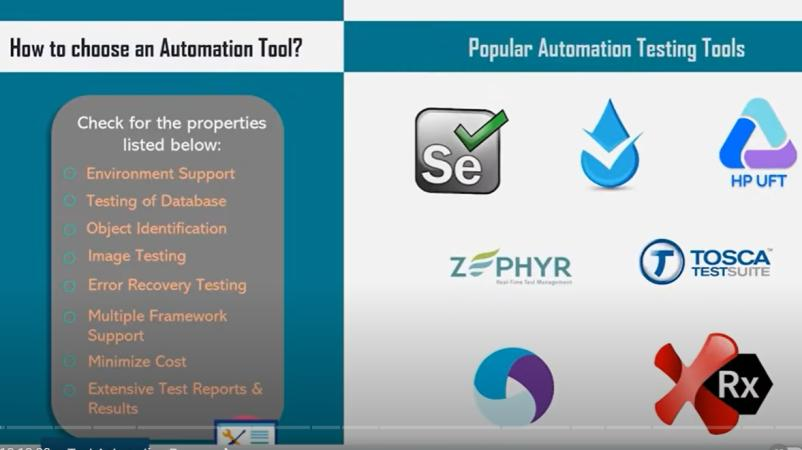 How to choose an Automation Tool?
Popular Automation Testing Tools
Check for the properties
listed below:
Environment Support
Testing of Database
Object Identification
Image Testing
Error Recovery Testing
Multiple Framework
Support
Minimize Cost
Extensive Test Reports &
Results
Se
HP UFT
ZEPHYR
Real-Time Test Management
T
TOSCA™
TESTSUITE
Rx